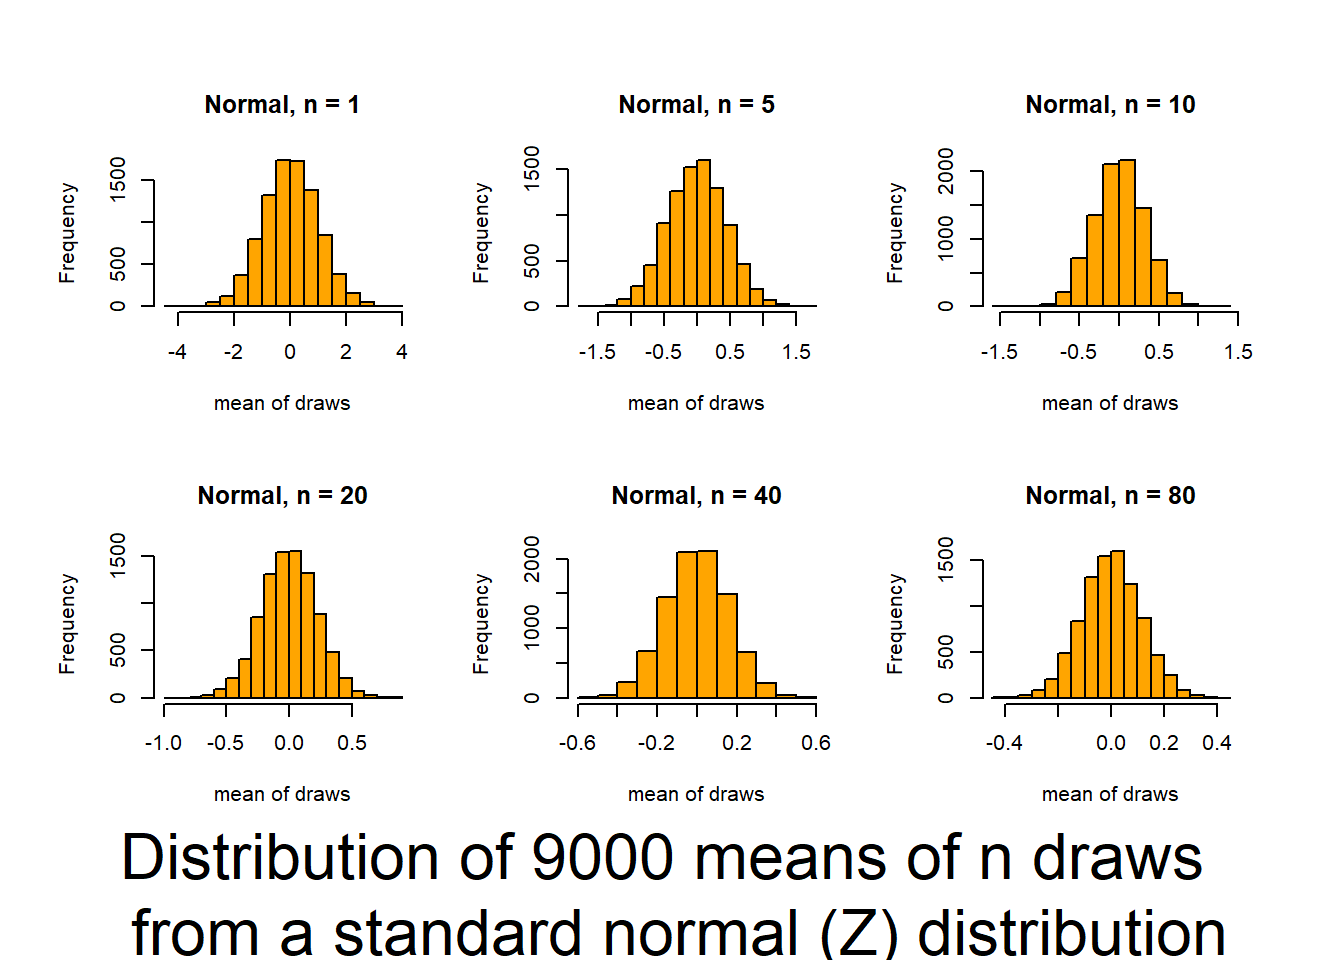 Normal, n = 1
Frequency
0 500 1500
-4 -2 0 2 4
mean of draws
Normal, n = 5
Frequency
0 500 1500
-1.5 -0.5 0.5 1.5
mean of draws
Normal, n = 10
Frequency
0 1000 2000
-1.5 -0.5 0.5 1.5
mean of draws
Normal, n = 20
Frequency
0 500 1500
-1.0 -0.5 0.0 0.5
mean of draws
Normal, n = 40
Frequency
0 1000 2000
-0.6 -0.2 0.2 0.6
mean of draws
Normal, n = 80
Frequency
0 500 1500
-0.4 0.0 0.2 0.4
mean of draws
Distribution of 9000 means of n draws
from a standard normal (Z) distribution